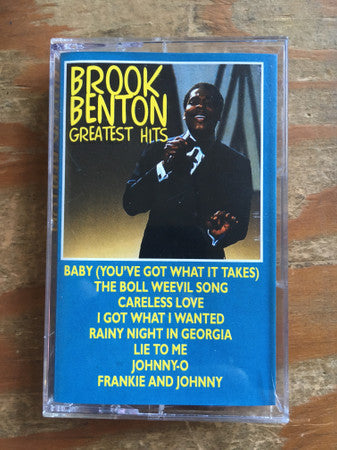 BROOK
BENTON
GREATEST HITS
BABY (YOU'VE GOT WHAT IT TAKES)
THE BOLL WEEVIL SONG
CARELESS LOVE
I GOT WHAT I WANTED
RAINY NIGHT IN GEORGIA
LIE TO ME
JOHNNY-O
FRANKIE AND JOHNNY